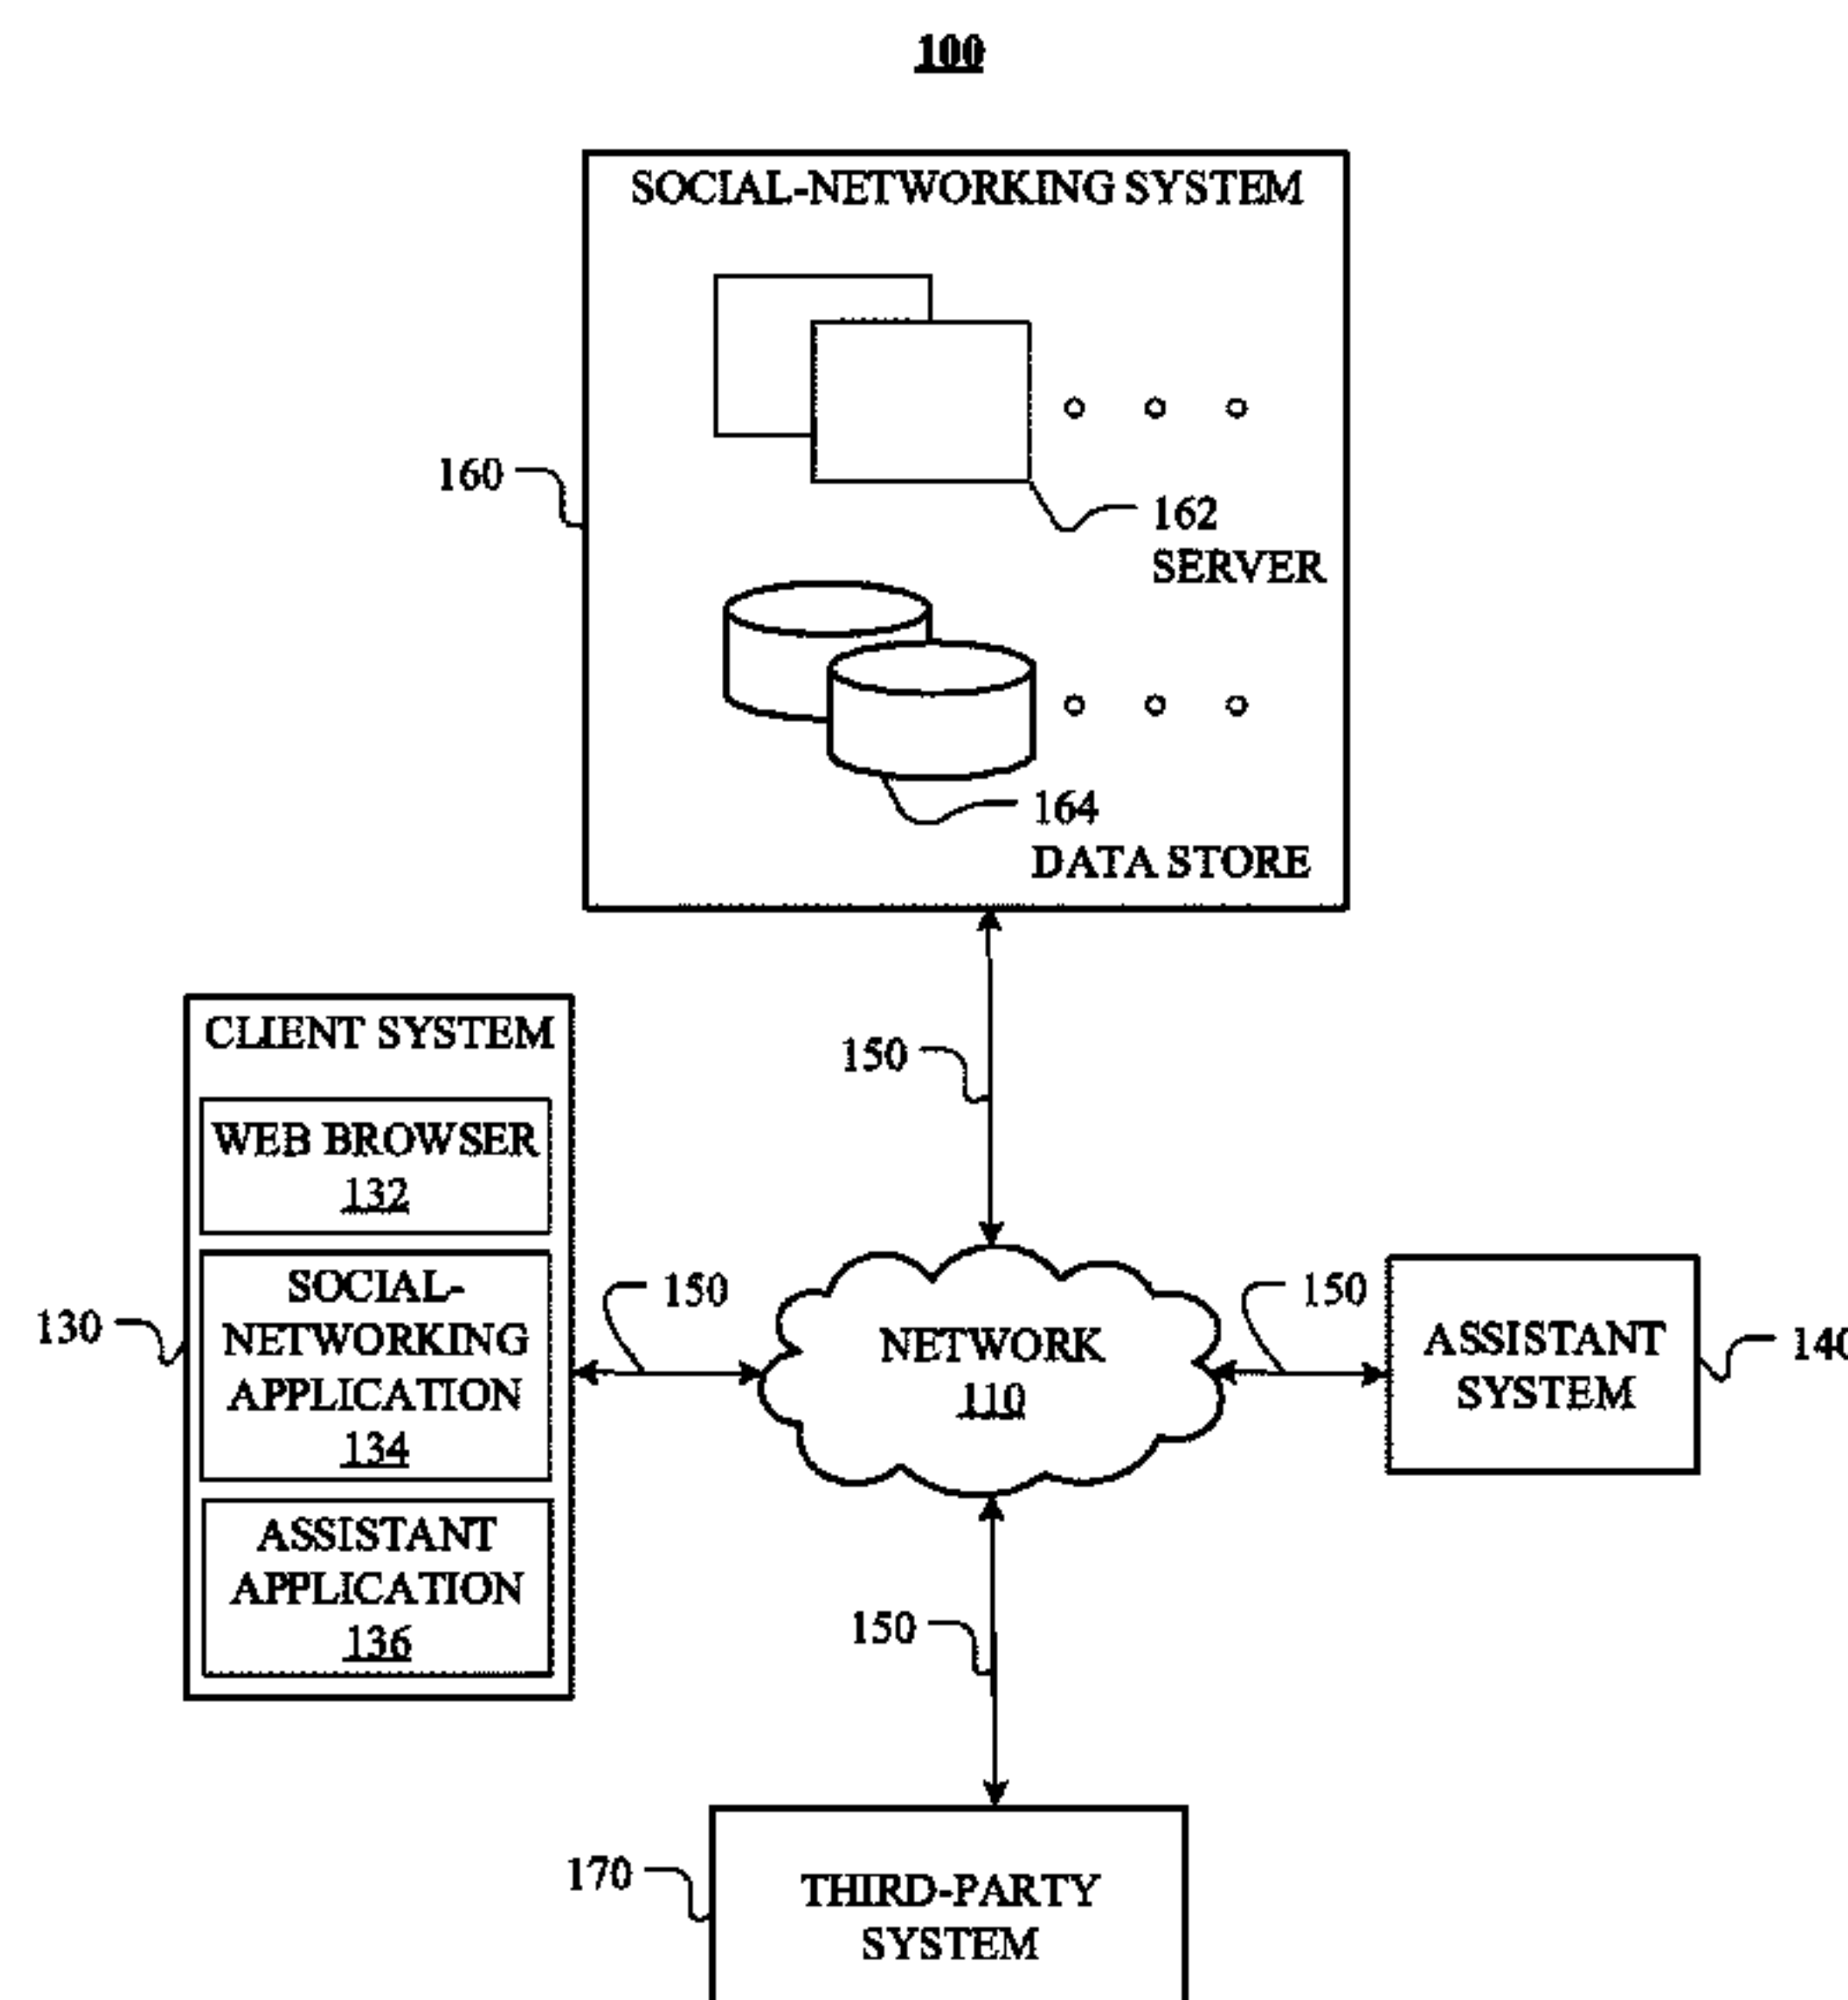 100
SOCIAL-NETWORKING SYSTEM
160
162
SERVER
164
DATA STORE
CLIENT SYSTEM
WEB BROWSER
132
SOCIAL-
NETWORKING
APPLICATION
134
ASSISTANT
APPLICATION
136
130
150
150
NETWORK
110
150
ASSISTANT
SYSTEM
140
150
170
THIRD-PARTY
SYSTEM